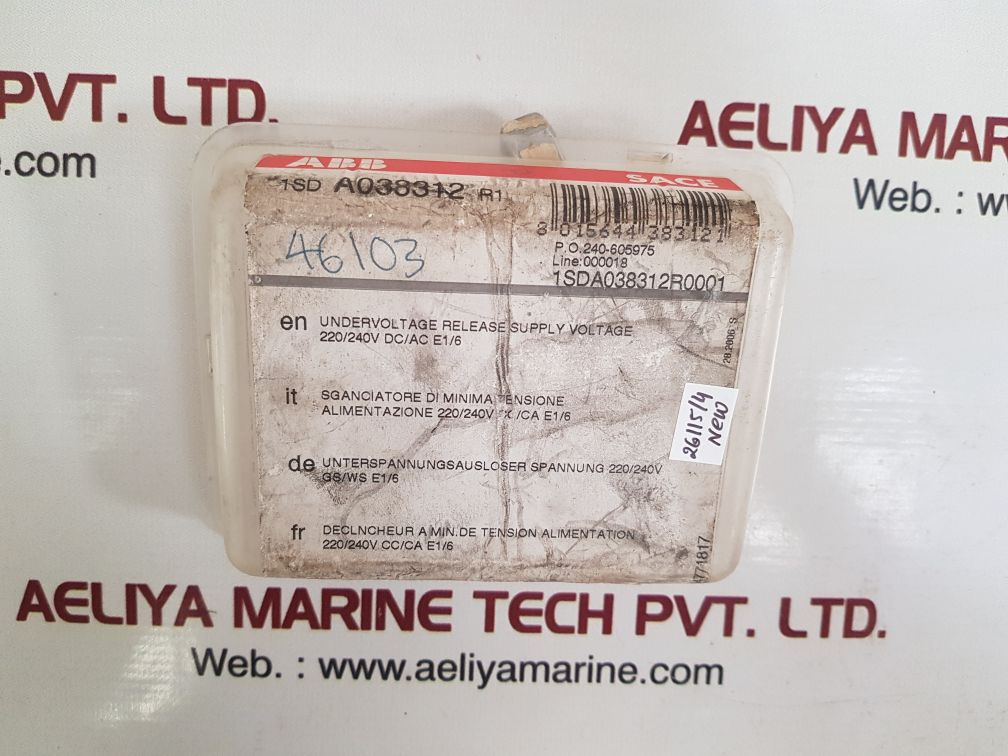 PVT. LTD.
.com
AELIYA MAR
Web. : w
ABB
SACE
1SD A038312 R1
3 015644 383121
P.O.240-605975
Line:000018
1SDA038312R0001
46103
en UNDERVOLTAGE RELEASE SUPPLY VOLTAGE
220/240V DC/AC E1/6
it SGANCIATORE DI MINIMA TENSIONE
ALIMENTAZIONE 220/240V /CA E1/6
de UNTERSPANNUNGSAUSLOSER SPANNUNG 220/240V
GS/WS E1/6
fr DECLNCHEUR A MIN.DE TENSION ALIMENTATION
220/240V CC/CA E1/6
26115/4
New
AELIYA MARINE TECH PVT. LTD.
Web. : www.aeliyamarine.com